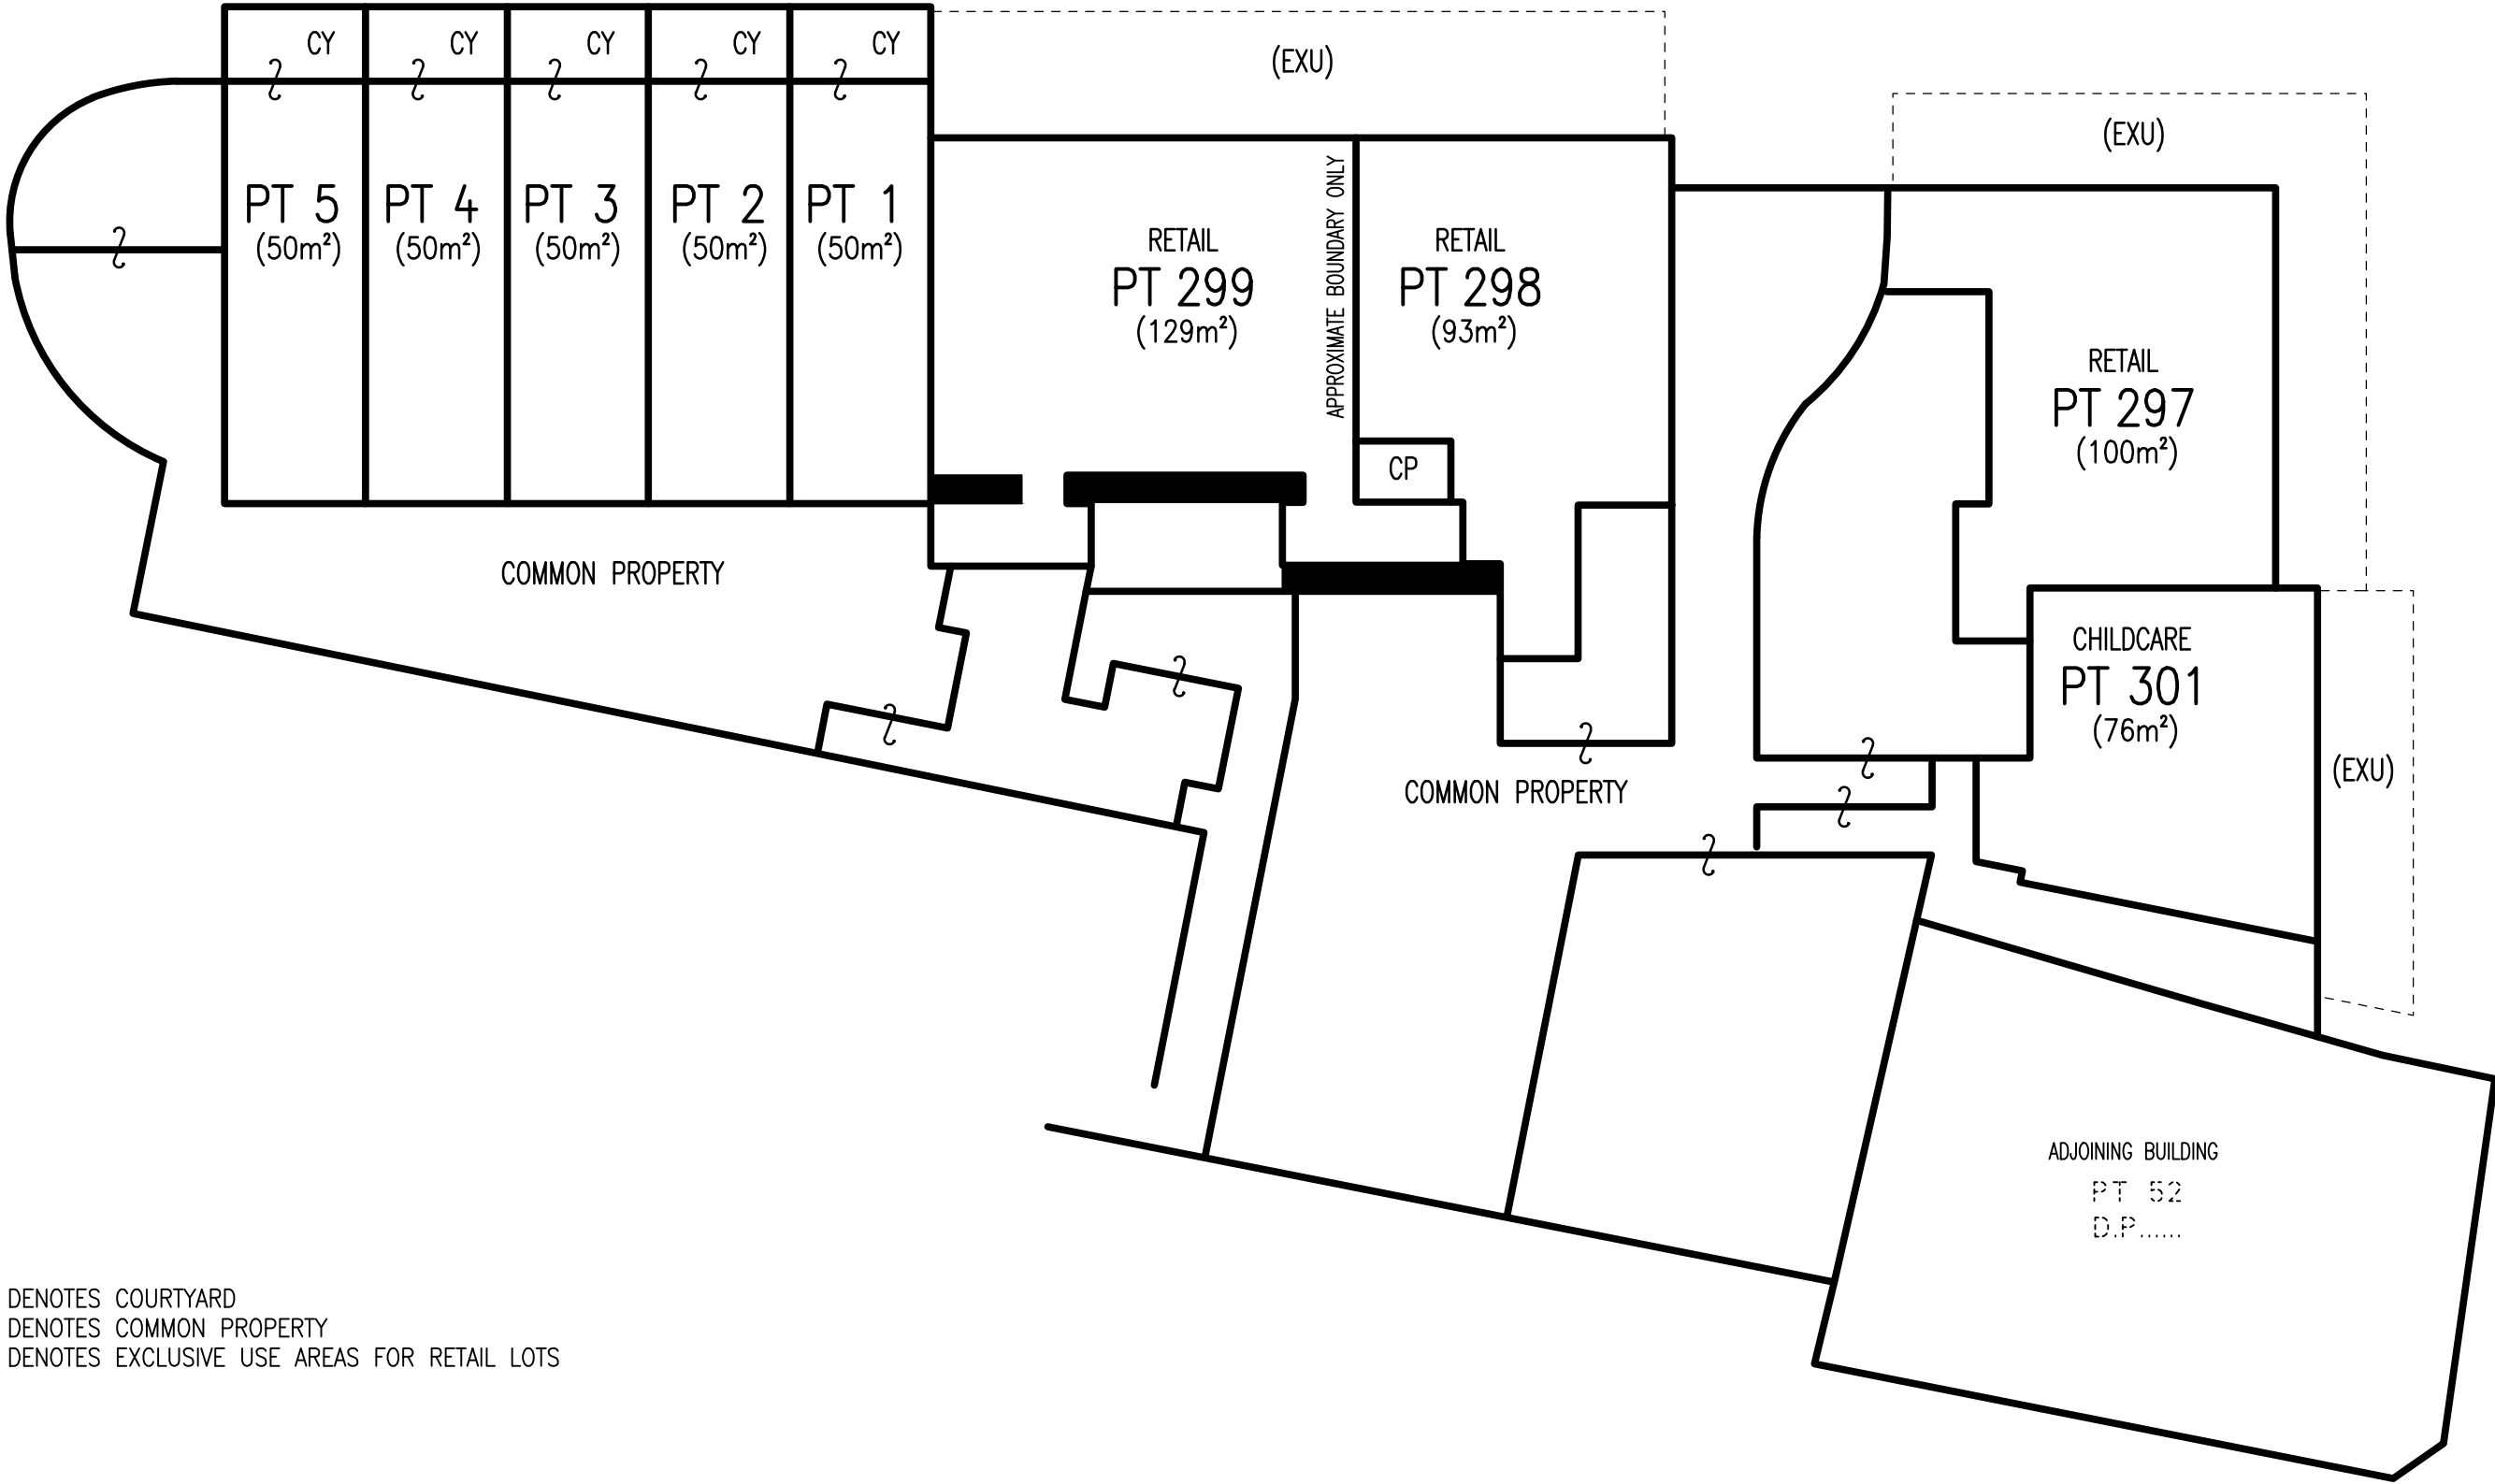 CY
CY
CY
CY
CY
(EXU)
(EXU)
PT 5
(50m²)
PT 4
(50m²)
PT 3
(50m²)
PT 2
(50m²)
PT 1
(50m²)
RETAIL
PT 299
(129m²)
APPROXIMATE BOUNDARY ONLY
RETAIL
PT 298
(93m²)
RETAIL
PT 297
(100m²)
CP
COMMON PROPERTY
CHILDCARE
PT 301
(76m²)
(EXU)
COMMON PROPERTY
ADJOINING BUILDING
PT 52
D.P......
DENOTES COURTYARD
DENOTES COMMON PROPERTY
DENOTES EXCLUSIVE USE AREAS FOR RETAIL LOTS